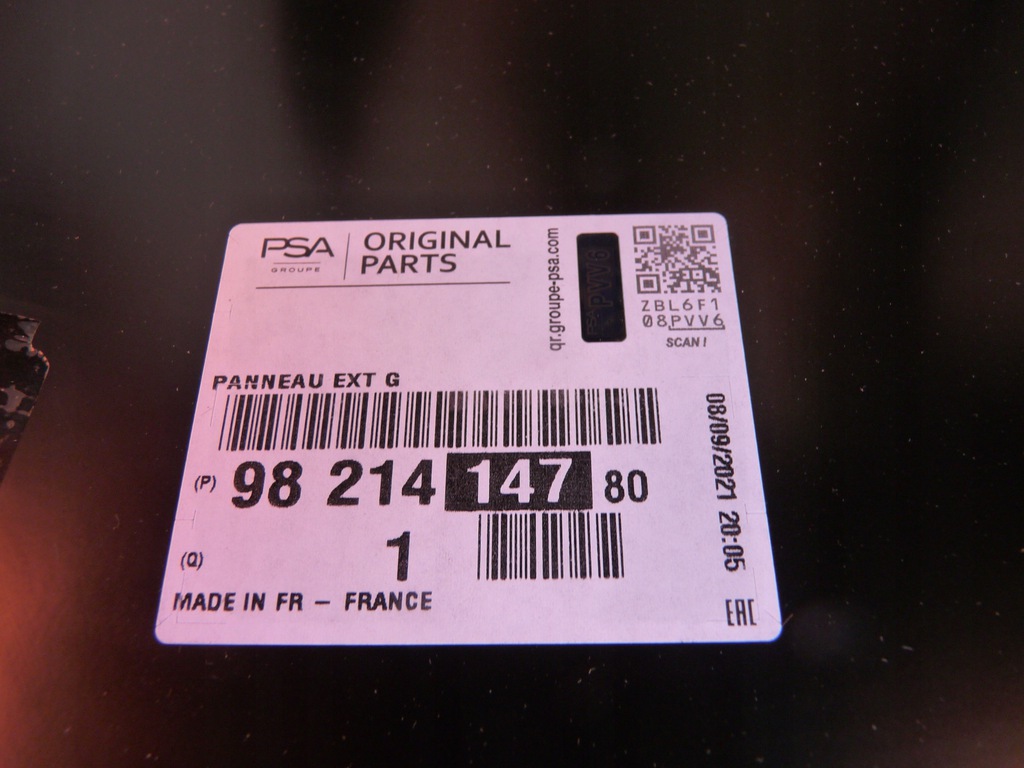 PSA
GROUPE
ORIGINAL
PARTS
qr.groupe-psa.com
PVV6
ZBL6F1
08PVV6
SCAN!
PANNEAU EXT G
(P) 98 214 147 80
(Q) 1
MADE IN FR – FRANCE
08/09/2021 20:05
EAC